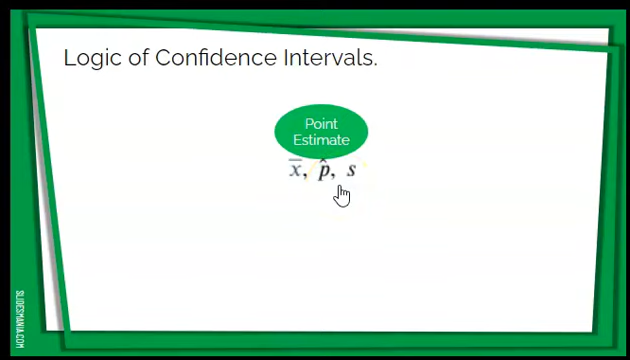 Logic of Confidence Intervals.
Point
Estimate
x̅, p̂, s
SLIDESMANIA.COM